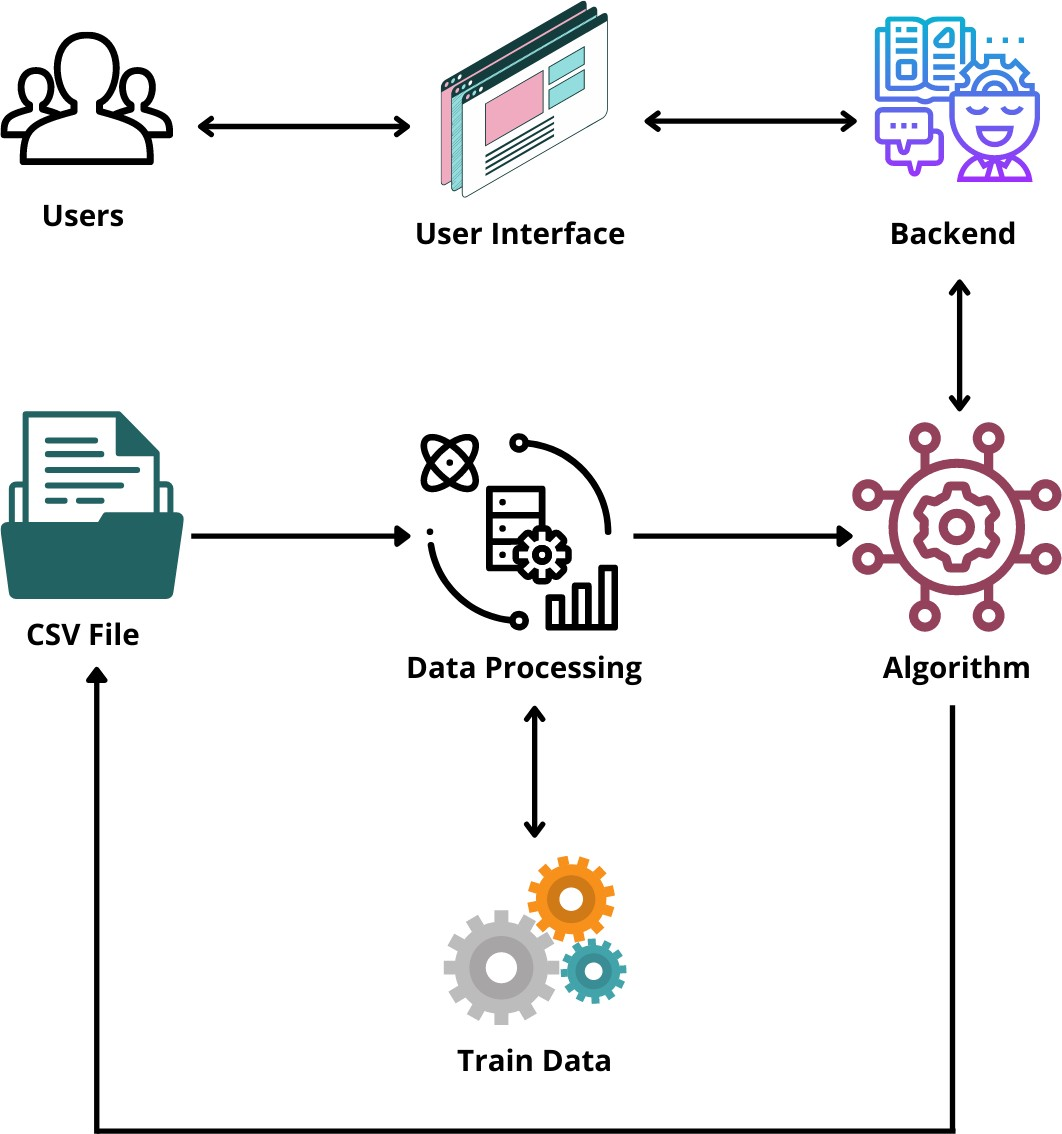 Users
User Interface
Backend
CSV File
Data Processing
Algorithm
Train Data